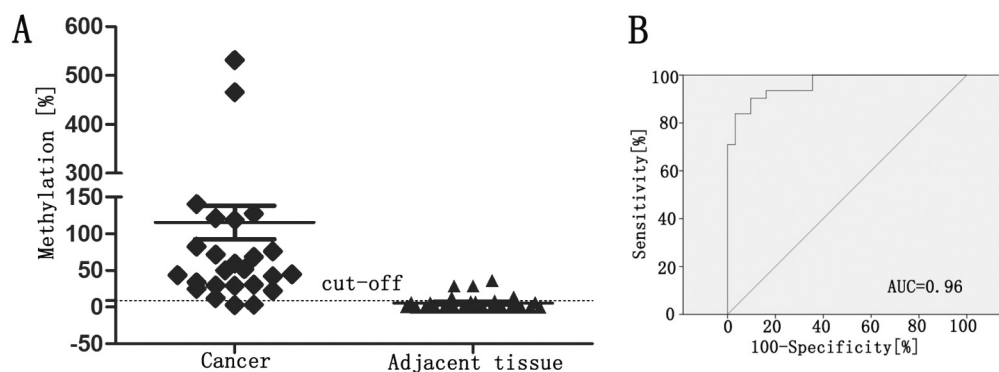 A
Methylation [%]
600
500
400
300
150
100
50
0
-50
cut-off
Cancer
Adjacent tissue
B
Sensitivity[%]
100
80
60
40
20
0
AUC=0.96
0 20 40 60 80 100
100-Specificity[%]